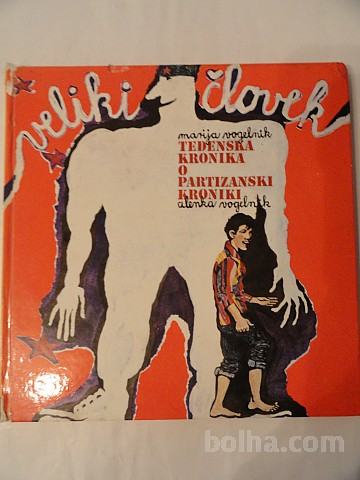 veliki človek
marija vogelnik
TEDENSKA
KRONIKA
O
PARTIZANSKI
KRONIKI
alenka vogelnik
bolha.com